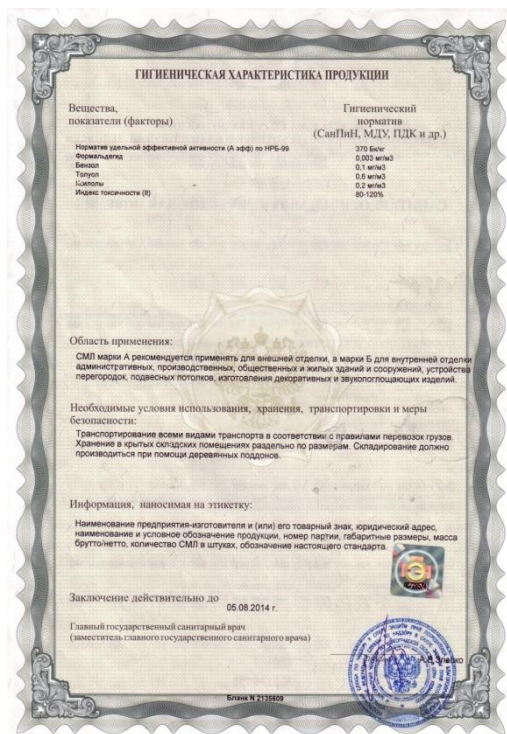 ГИГИЕНИЧЕСКАЯ ХАРАКТЕРИСТИКА ПРОДУКЦИИ
Вещества,
показатели (факторы)
Гигиенический
норматив
(СанПиН, МДУ, ПДК и др.)
Норматив удельной эффективной активности (А эфф) по НРБ-99 370 Бк/кг
Формальдегид 0,003 мг/м3
Бензол 0,1 мг/м3
Толуол 0,6 мг/м3
Ксилолы 0,2 мг/м3
Индекс токсичности (It) 80-120%
Область применения:
СМЛ марки А рекомендуется применять для внешней отделки, а марки Б для внутренней отделки
административных, производственных, общественных и жилых зданий и сооружений, устройства
перегородок, подвесных потолков, изготовления декоративных и звукопоглощающих изделий.
Необходимые условия использования, хранения, транспортировки и меры
безопасности:
Транспортирование всеми видами транспорта в соответствии с правилами перевозок грузов.
Хранение в крытых складских помещениях раздельно по размерам. Складирование должно
производиться при помощи деревянных поддонов.
Информация, наносимая на этикетку:
Наименование предприятия-изготовителя и (или) его товарный знак, юридический адрес,
наименование и условное обозначение продукции, номер партии, габаритные размеры, масса
брутто/нетто, количество СМЛ в штуках, обозначение настоящего стандарта.
Заключение действительно до
05.08.2014 г.
Главный государственный санитарный врач
(заместитель главного государственного санитарного врача)
Бланк N 2135609